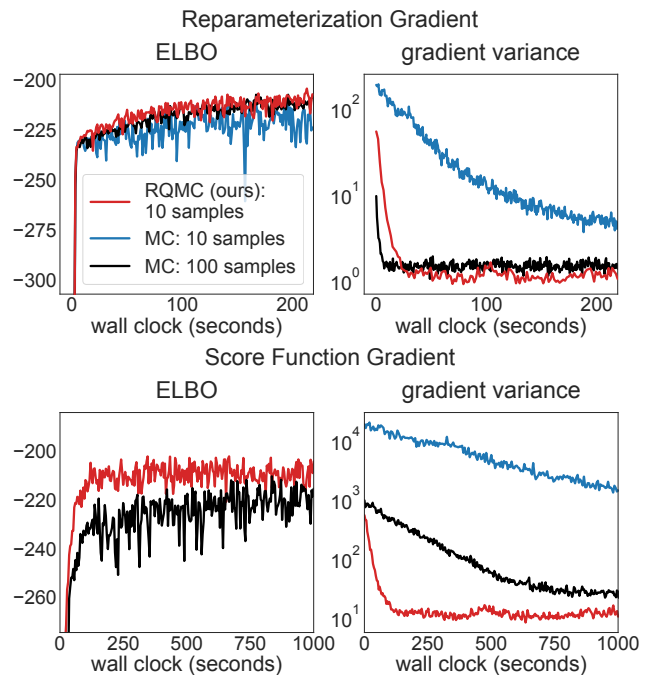 Reparameterization Gradient
ELBO
gradient variance
−200
−225
−250
−275
−300
RQMC (ours):
10 samples
MC: 10 samples
MC: 100 samples
0 100 200
wall clock (seconds)
10²
10¹
10⁰
0 100 200
wall clock (seconds)
Score Function Gradient
ELBO
gradient variance
−200
−220
−240
−260
0 250 500 750 1000
wall clock (seconds)
10⁴
10³
10²
10¹
0 250 500 750 1000
wall clock (seconds)